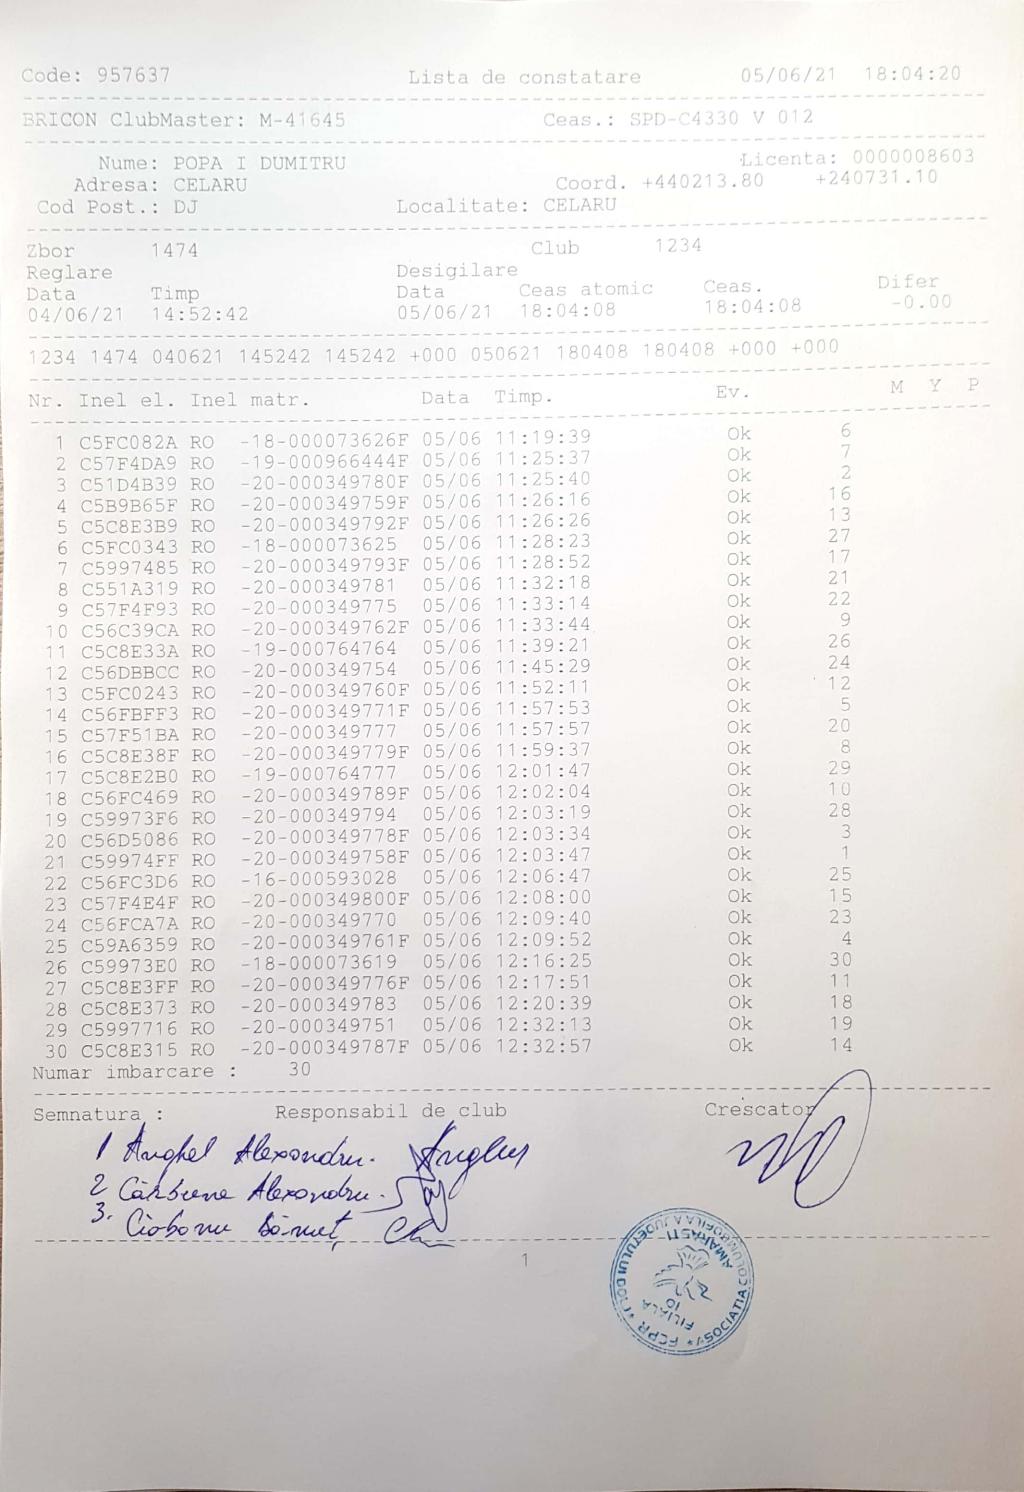 Code: 957637 Lista de constatare 05/06/21 18:04:20
BRICON ClubMaster: M-41645 Ceas.: SPD-C4330 V 012
Nume: POPA I DUMITRU Licenta: 0000008603
Adresa: CELARU Coord. +440213.80 +240731.10
Cod Post.: DJ Localitate: CELARU
Zbor 1474 Club 1234
Reglare Desigilare
Data Timp Data Ceas atomic Ceas. Difer
04/06/21 14:52:42 05/06/21 18:04:08 18:04:08 -0.00
1234 1474 040621 145242 145242 +000 050621 180408 180408 +000 +000
Nr. Inel el. Inel matr. Data Timp. Ev. M Y P
1 C5FC082A RO -18-000073626F 05/06 11:19:39 Ok 6
2 C57F4DA9 RO -19-000966444F 05/06 11:25:37 Ok 7
3 C51D4B39 RO -20-000349780F 05/06 11:25:40 Ok 2
4 C5B9B65F RO -20-000349759F 05/06 11:26:16 Ok 16
5 C5C8E3B9 RO -20-000349792F 05/06 11:26:26 Ok 13
6 C5FC0343 RO -18-000073625 05/06 11:28:23 Ok 27
7 C5997485 RO -20-000349793F 05/06 11:28:52 Ok 17
8 C551A319 RO -20-000349781 05/06 11:32:18 Ok 21
9 C57F4F93 RO -20-000349775 05/06 11:33:14 Ok 22
10 C56C39CA RO -20-000349762F 05/06 11:33:44 Ok 9
11 C5C8E33A RO -19-000764764 05/06 11:39:21 Ok 26
12 C56DBBCC RO -20-000349754 05/06 11:45:29 Ok 24
13 C5FC0243 RO -20-000349760F 05/06 11:52:11 Ok 12
14 C56FBFF3 RO -20-000349771F 05/06 11:57:53 Ok 5
15 C57F51BA RO -20-000349777 05/06 11:57:57 Ok 20
16 C5C8E38F RO -20-000349779F 05/06 11:59:37 Ok 8
17 C5C8E2B0 RO -19-000764777 05/06 12:01:47 Ok 29
18 C56FC469 RO -20-000349789F 05/06 12:02:04 Ok 10
19 C59973F6 RO -20-000349794 05/06 12:03:19 Ok 28
20 C56D5086 RO -20-000349778F 05/06 12:03:34 Ok 3
21 C59974FF RO -20-000349758F 05/06 12:03:47 Ok 1
22 C56FC3D6 RO -16-000593028 05/06 12:06:47 Ok 25
23 C57F4E4F RO -20-000349800F 05/06 12:08:00 Ok 15
24 C56FCA7A RO -20-000349770 05/06 12:09:40 Ok 23
25 C59A6359 RO -20-000349761F 05/06 12:09:52 Ok 4
26 C59973E0 RO -18-000073619 05/06 12:16:25 Ok 30
27 C5C8E3FF RO -20-000349776F 05/06 12:17:51 Ok 11
28 C5C8E373 RO -20-000349783 05/06 12:20:39 Ok 18
29 C5997716 RO -20-000349751 05/06 12:32:13 Ok 19
30 C5C8E315 RO -20-000349787F 05/06 12:32:57 Ok 14
Numar imbarcare : 30
Semnatura : Responsabil de club Crescator
1 Anghel Alexandru.
2 Alexandru.
3.
1
ASOCIATIA COLUMBOFILA A JUDETULUI DOLJ * FCPR *
AMARASTI
FILIALA
10